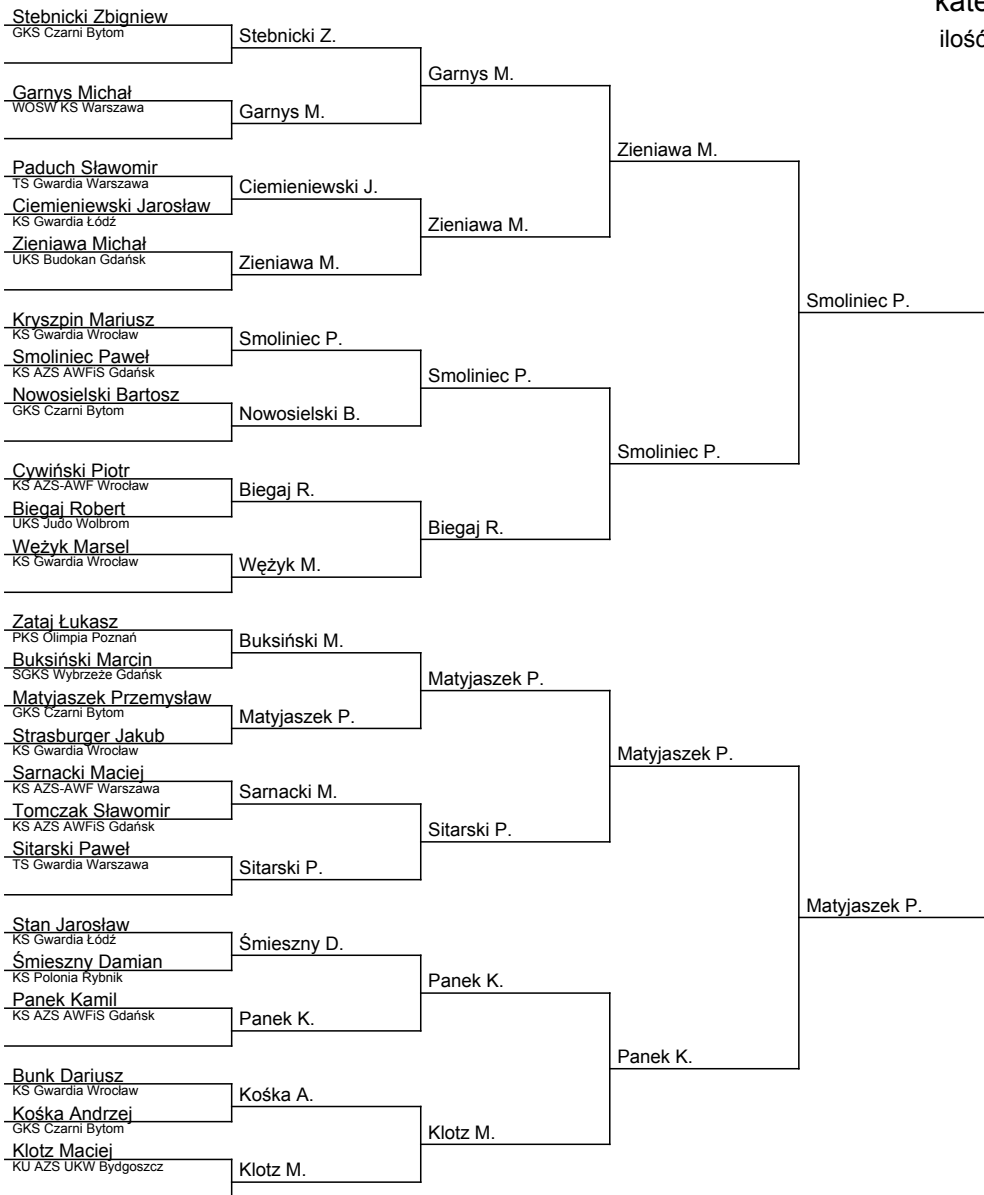 kate
ilość
Stebnicki Zbigniew
GKS Czarni Bytom
Stebnicki Z.
Garnys M.
Garnys Michał
WOSW KS Warszawa
Garnys M.
Zieniawa M.
Paduch Sławomir
TS Gwardia Warszawa
Ciemieniewski J.
Ciemieniewski Jarosław
KS Gwardia Łódź
Zieniawa M.
Zieniawa Michał
UKS Budokan Gdańsk
Zieniawa M.
Smoliniec P.
Kryszpin Mariusz
KS Gwardia Wrocław
Smoliniec P.
Smoliniec Paweł
KS AZS AWFiS Gdańsk
Smoliniec P.
Nowosielski Bartosz
GKS Czarni Bytom
Nowosielski B.
Smoliniec P.
Cywiński Piotr
KS AZS-AWF Wrocław
Biegaj R.
Biegaj Robert
UKS Judo Wolbrom
Biegaj R.
Wężyk Marsel
KS Gwardia Wrocław
Wężyk M.
Zataj Łukasz
PKS Olimpia Poznań
Buksiński M.
Buksiński Marcin
SGKS Wybrzeże Gdańsk
Matyjaszek P.
Matyjaszek Przemysław
GKS Czarni Bytom
Matyjaszek P.
Strasburger Jakub
KS Gwardia Wrocław
Matyjaszek P.
Sarnacki Maciej
KS AZS-AWF Warszawa
Sarnacki M.
Tomczak Sławomir
KS AZS AWFiS Gdańsk
Sitarski P.
Sitarski Paweł
TS Gwardia Warszawa
Sitarski P.
Matyjaszek P.
Stan Jarosław
KS Gwardia Łódź
Śmieszny D.
Śmieszny Damian
KS Polonia Rybnik
Panek K.
Panek Kamil
KS AZS AWFiS Gdańsk
Panek K.
Panek K.
Bunk Dariusz
KS Gwardia Wrocław
Kośka A.
Kośka Andrzej
GKS Czarni Bytom
Klotz M.
Klotz Maciej
KU AZS UKW Bydgoszcz
Klotz M.